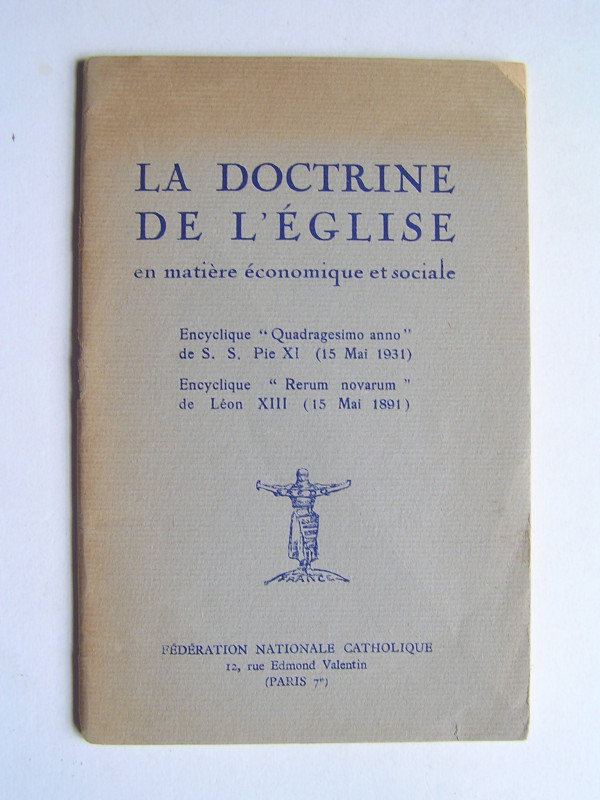 LA DOCTRINE
DE L'ÉGLISE
en matière économique et sociale
Encyclique "Quadragesimo anno"
de S. S. Pie XI (15 Mai 1931)
Encyclique "Rerum novarum"
de Léon XIII (15 Mai 1891)
FRANCE
FÉDÉRATION NATIONALE CATHOLIQUE
12, rue Edmond Valentin
(PARIS 7e)